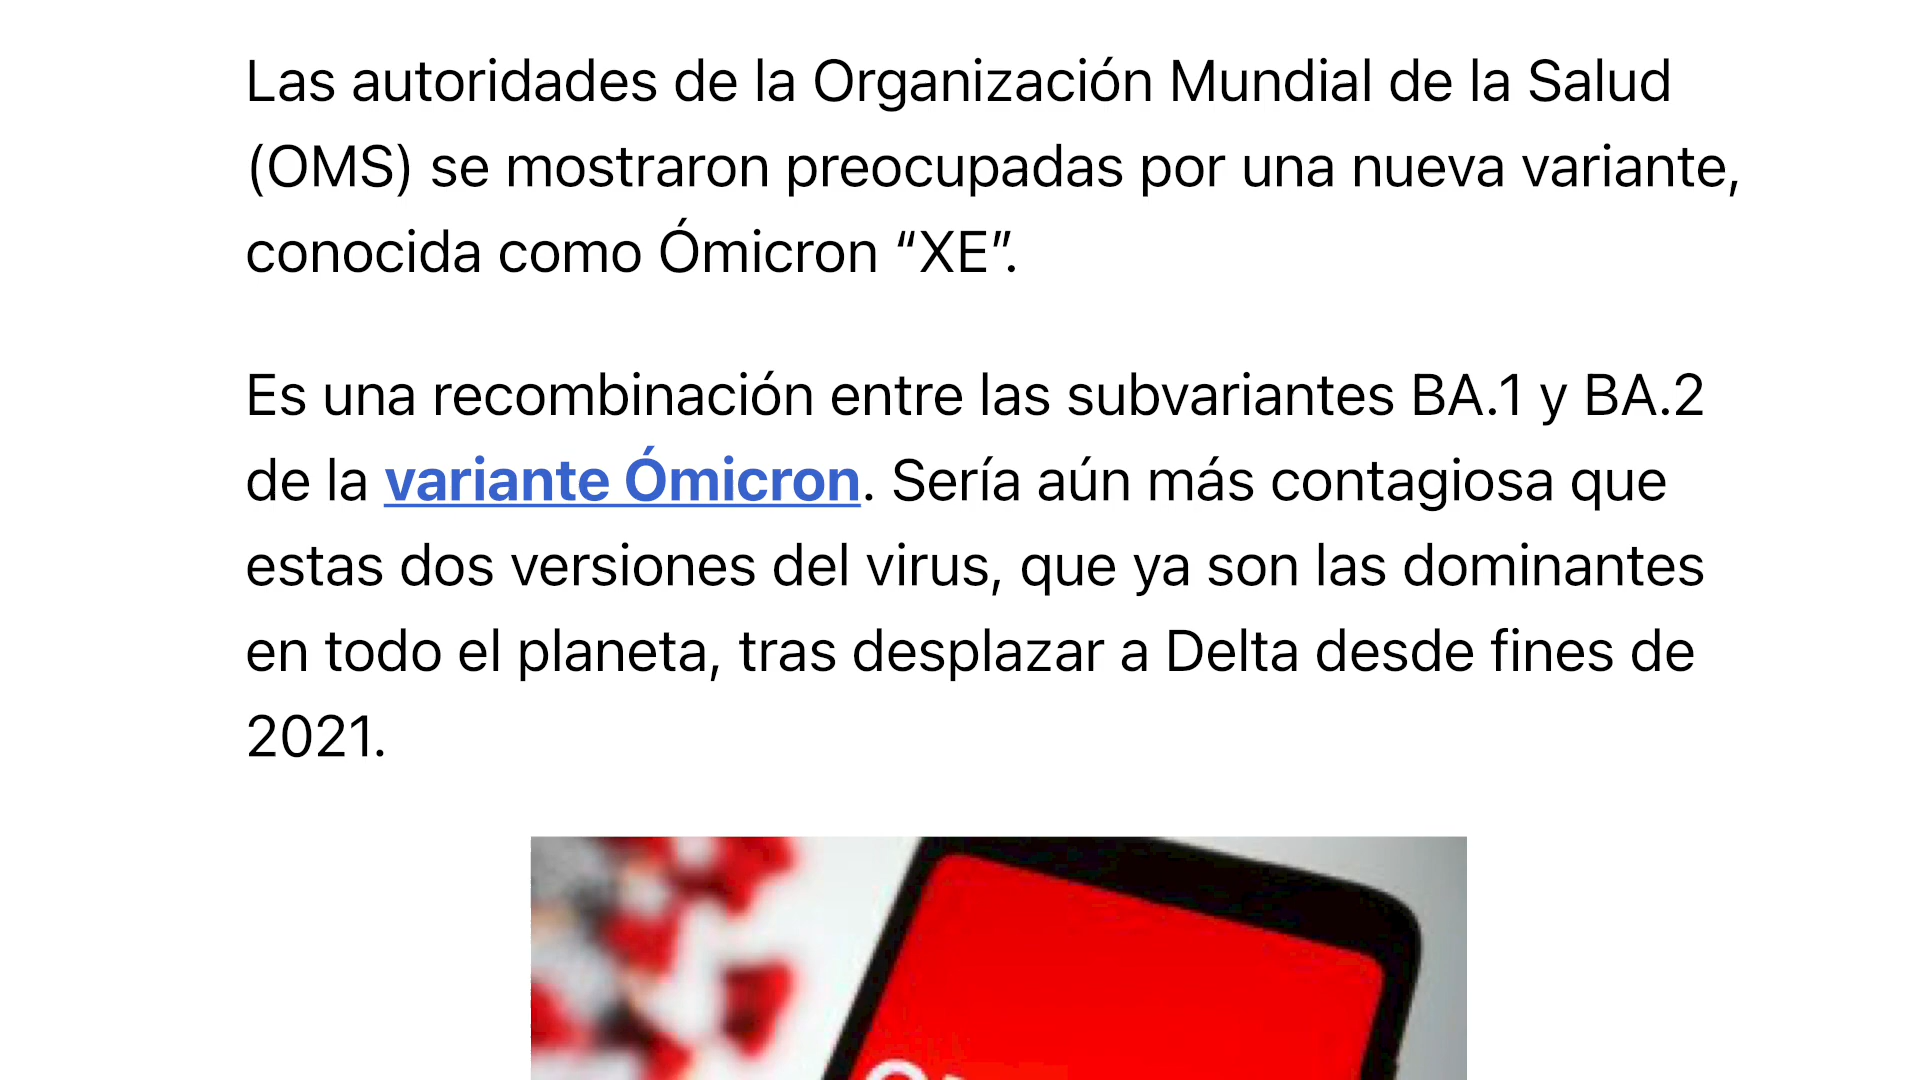 Las autoridades de la Organización Mundial de la Salud
(OMS) se mostraron preocupadas por una nueva variante,
conocida como Ómicron “XE”.
Es una recombinación entre las subvariantes BA.1 y BA.2
de la variante Ómicron. Sería aún más contagiosa que
estas dos versiones del virus, que ya son las dominantes
en todo el planeta, tras desplazar a Delta desde fines de
2021.